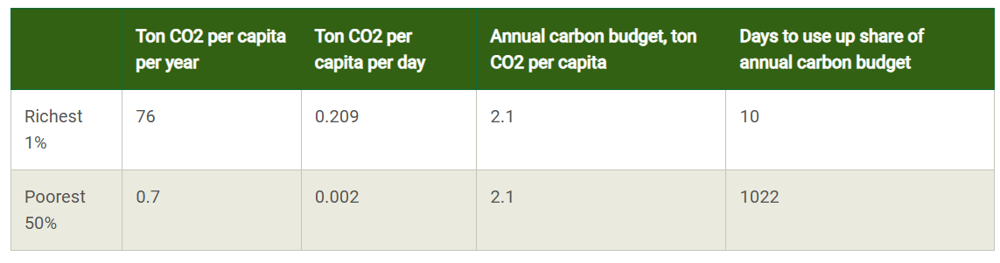 Ton CO2 per capita
per year
Ton CO2 per
capita per day
Annual carbon budget, ton
CO2 per capita
Days to use up share of
annual carbon budget
Richest
1%
76
0.209
2.1
10
Poorest
50%
0.7
0.002
2.1
1022